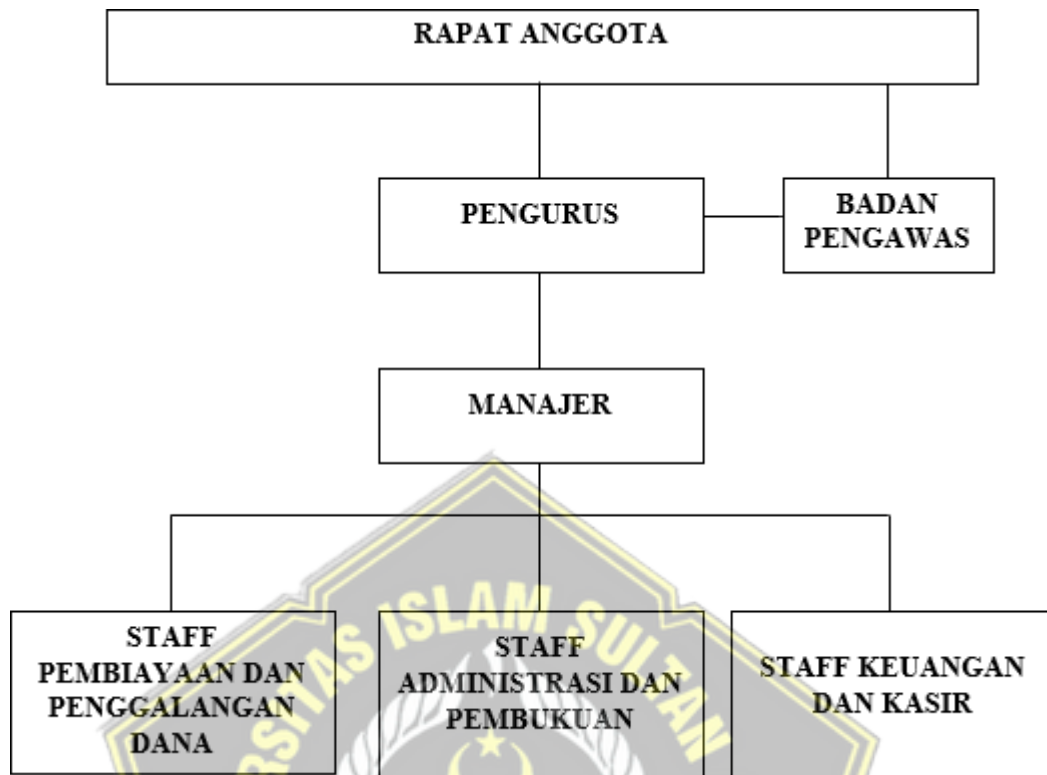 RAPAT ANGGOTA
PENGURUS
BADAN
PENGAWAS
MANAJER
STAFF
PEMBIAYAAN DAN
PENGGALANGAN
DANA
STAFF
ADMINISTRASI DAN
PEMBUKUAN
STAFF KEUANGAN
DAN KASIR
ISLAM SULTAN